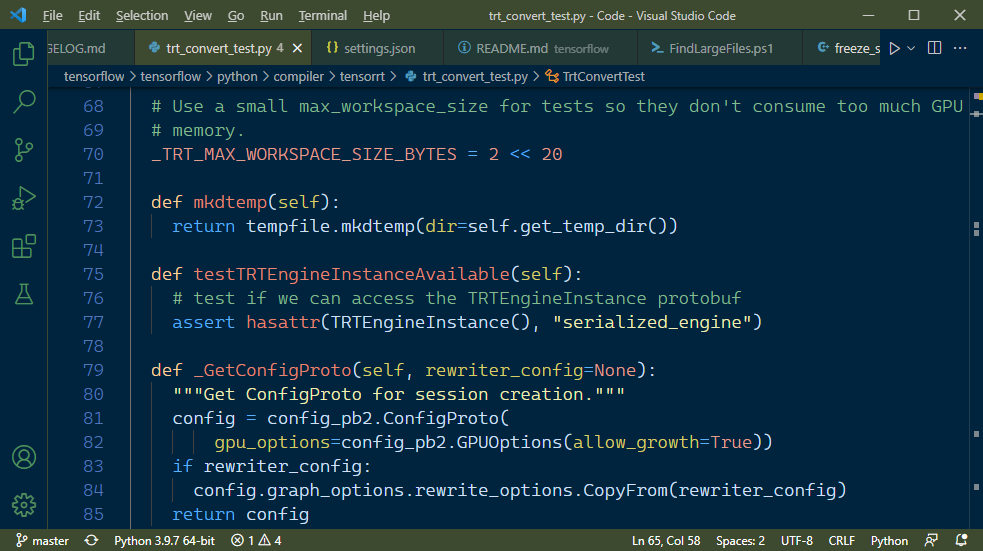 File Edit Selection View Go Run Terminal Help trt_convert_test.py - Code - Visual Studio Code
GELOG.md trt_convert_test.py 4 {} settings.json README.md tensorflow FindLargeFiles.ps1 freeze_s
tensorflow > tensorflow > python > compiler > tensorrt > trt_convert_test.py > TrtConvertTest
68 # Use a small max_workspace_size for tests so they don't consume too much GPU
69 # memory.
70 _TRT_MAX_WORKSPACE_SIZE_BYTES = 2 << 20
71
72 def mkdtemp(self):
73 return tempfile.mkdtemp(dir=self.get_temp_dir())
74
75 def testTRTEngineInstanceAvailable(self):
76 # test if we can access the TRTEngineInstance protobuf
77 assert hasattr(TRTEngineInstance(), "serialized_engine")
78
79 def _GetConfigProto(self, rewriter_config=None):
80 """Get ConfigProto for session creation."""
81 config = config_pb2.ConfigProto(
82 gpu_options=config_pb2.GPUOptions(allow_growth=True))
83 if rewriter_config:
84 config.graph_options.rewrite_options.CopyFrom(rewriter_config)
85 return config
master Python 3.9.7 64-bit 1 4 Ln 65, Col 58 Spaces: 2 UTF-8 CRLF Python